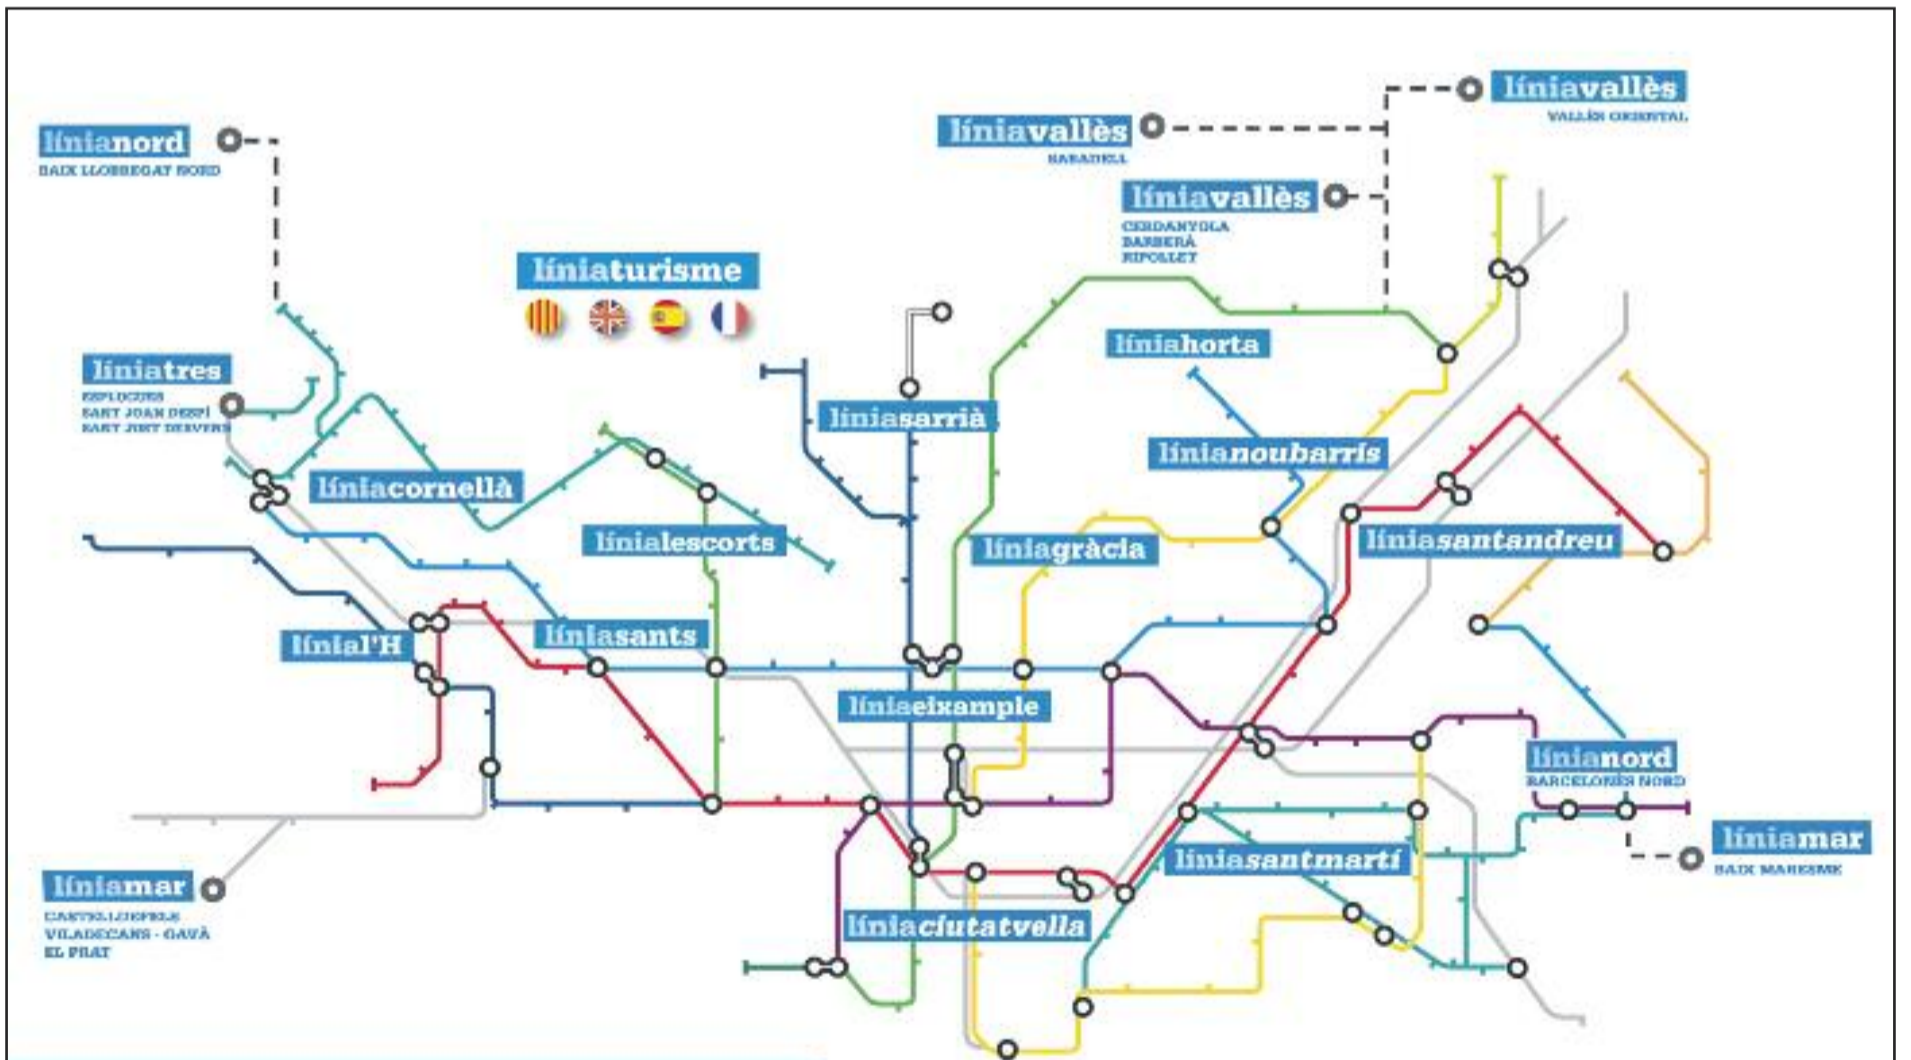 líniavallès
VALLÈS ORIENTAL
líniavallès
SABADELL
línianord
BAIX LLOBREGAT NORD
líniavallès
CERDANYOLA
BARBERÀ
RIPOLLET
líniaturisme
líniahorta
líniatres
ESPLUGUES
SANT JOAN DESPÍ
SANT JUST DESVERN
líniasarrià
línianoubarrís
líniacornellà
línialescorts
líniagràcia
líniasantandreu
línial'H
líniasants
líniaeixample
línianord
BARCELONÈS NORD
líniamar
BAIX MARESME
líniasantmartí
líniamar
CASTELLDEFELS
VILADECANS - GAVÀ
EL PRAT
líniaciutatvella